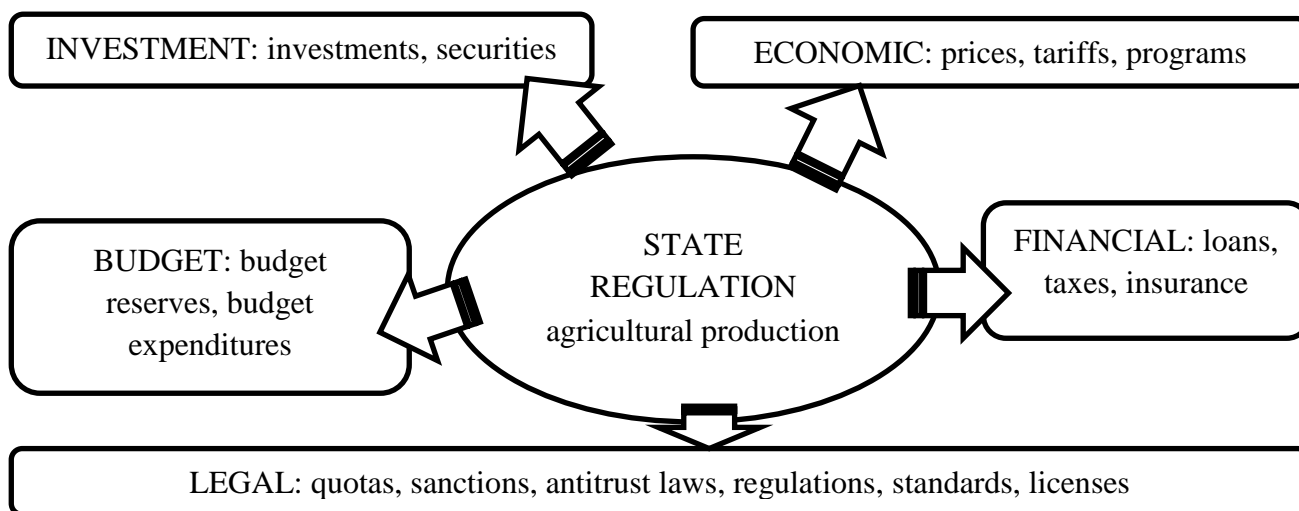 INVESTMENT: investments, securities
ECONOMIC: prices, tariffs, programs
BUDGET: budget
reserves, budget
expenditures
STATE
REGULATION
agricultural production
FINANCIAL: loans,
taxes, insurance
LEGAL: quotas, sanctions, antitrust laws, regulations, standards, licenses